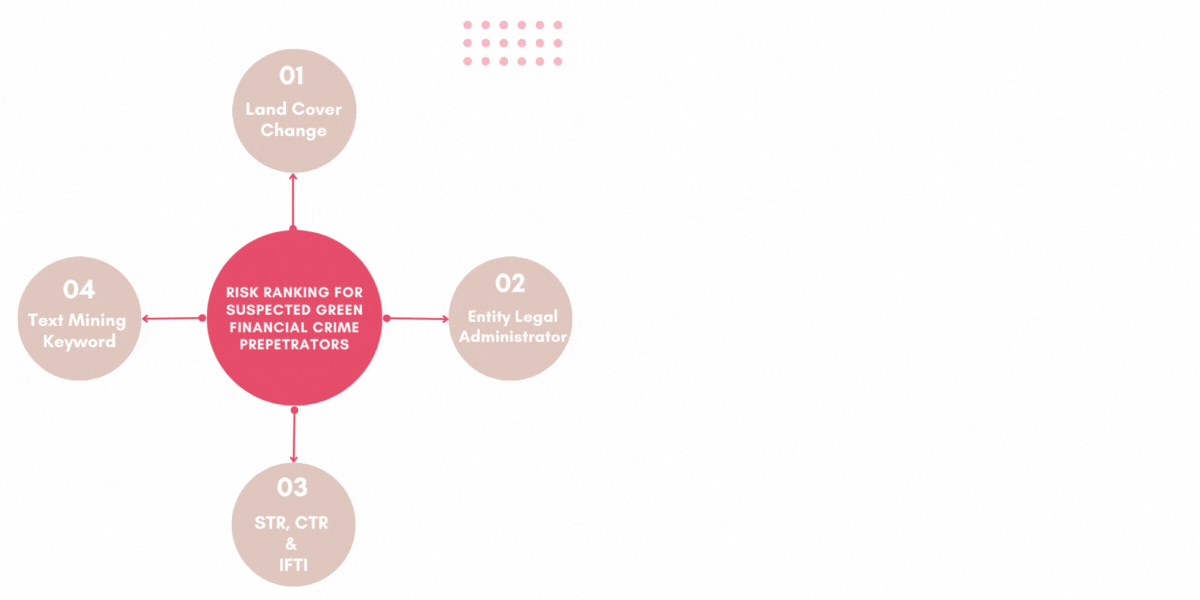 01
Land Cover
Change
RISK RANKING FOR
SUSPECTED GREEN
FINANCIAL CRIME
PREPETRATORS
02
Entity Legal
Administrator
03
STR, CTR
&
IFTI
04
Text Mining
Keyword